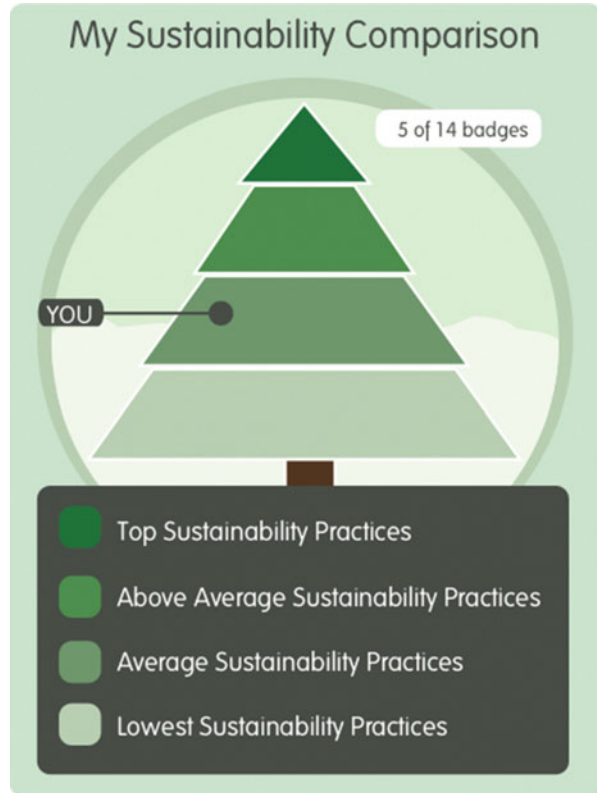 My Sustainability Comparison
5 of 14 badges
YOU
Top Sustainability Practices
Above Average Sustainability Practices
Average Sustainability Practices
Lowest Sustainability Practices